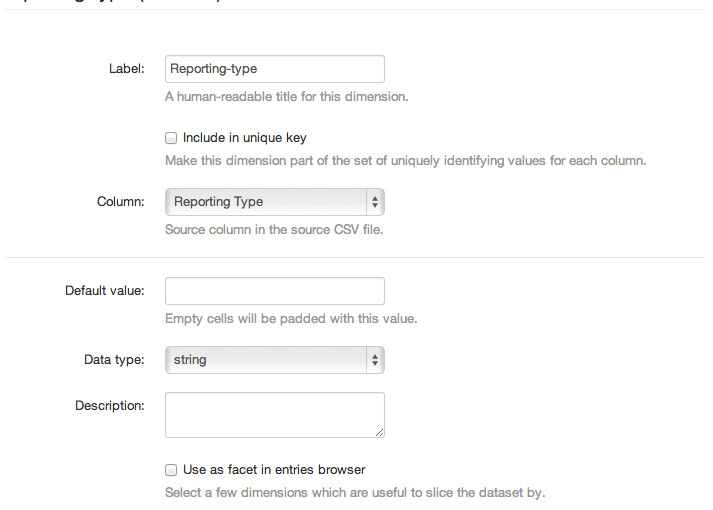 Label:
Reporting-type
A human-readable title for this dimension.
Include in unique key
Make this dimension part of the set of uniquely identifying values for each column.
Column:
Reporting Type
Source column in the source CSV file.
Default value:
Empty cells will be padded with this value.
Data type:
string
Description:
Use as facet in entries browser
Select a few dimensions which are useful to slice the dataset by.